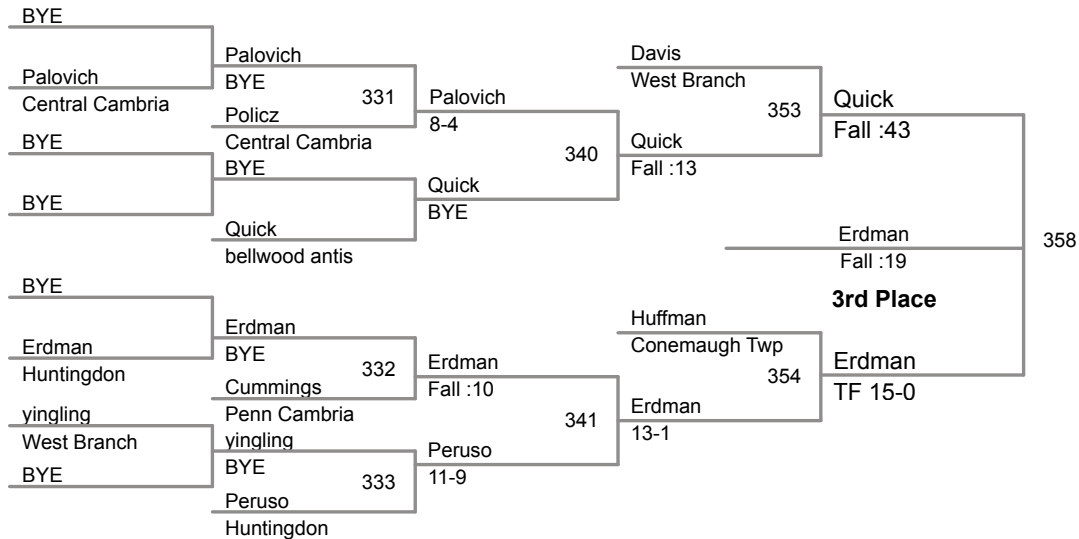 BYE
Palovich
Central Cambria
BYE
BYE
BYE
Erdman
Huntingdon
yingling
West Branch
BYE
Palovich
BYE
331
Policz
Central Cambria
BYE
Quick
bellwood antis
Erdman
BYE
332
Cummings
Penn Cambria
yingling
BYE
333
Peruso
Huntingdon
Palovich
8-4
340
Quick
BYE
Erdman
Fall :10
341
Peruso
11-9
Davis
West Branch
353
Quick
Fall :13
Huffman
Conemaugh Twp
354
Erdman
13-1
Quick
Fall :43
Erdman
Fall :19
358
3rd Place
Erdman
TF 15-0